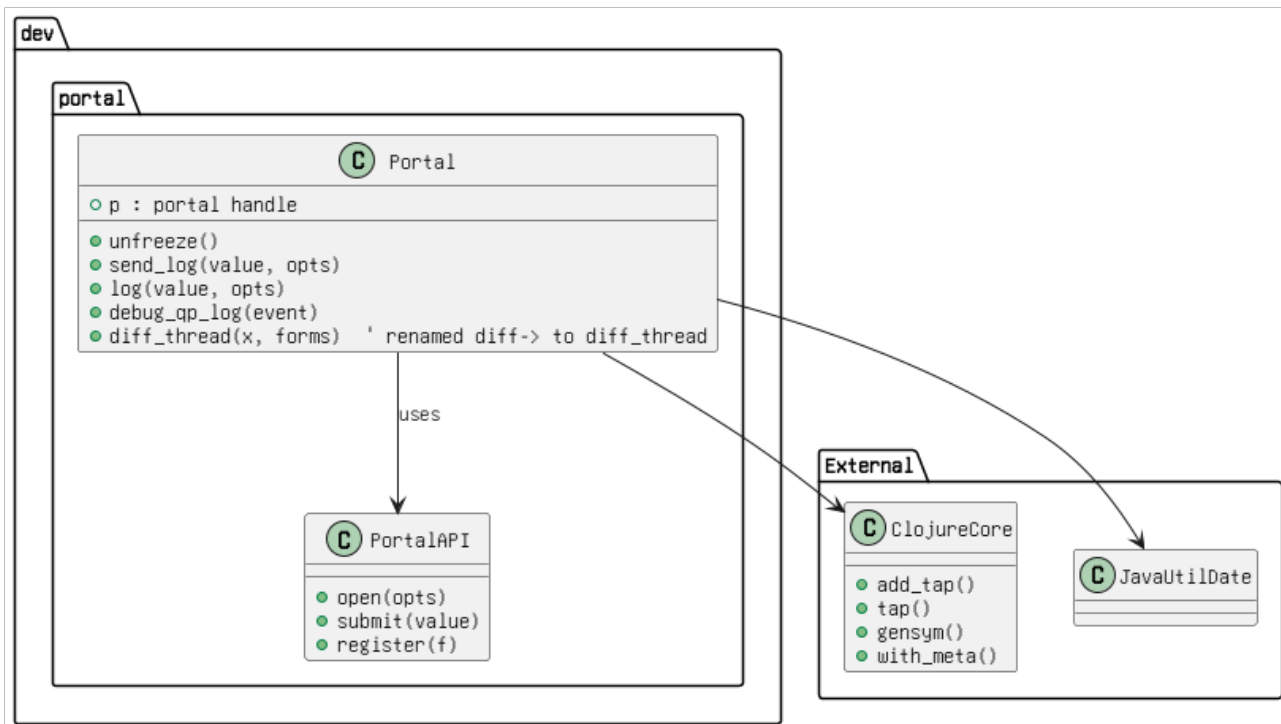 dev
portal
C Portal
p : portal handle
unfreeze()
send_log(value, opts)
log(value, opts)
debug_qp_log(event)
diff_thread(x, forms)  ' renamed diff-> to diff_thread
uses
External
C PortalAPI
open(opts)
submit(value)
register(f)
C ClojureCore
add_tap()
tap()
gensym()
with_meta()
C JavaUtilDate